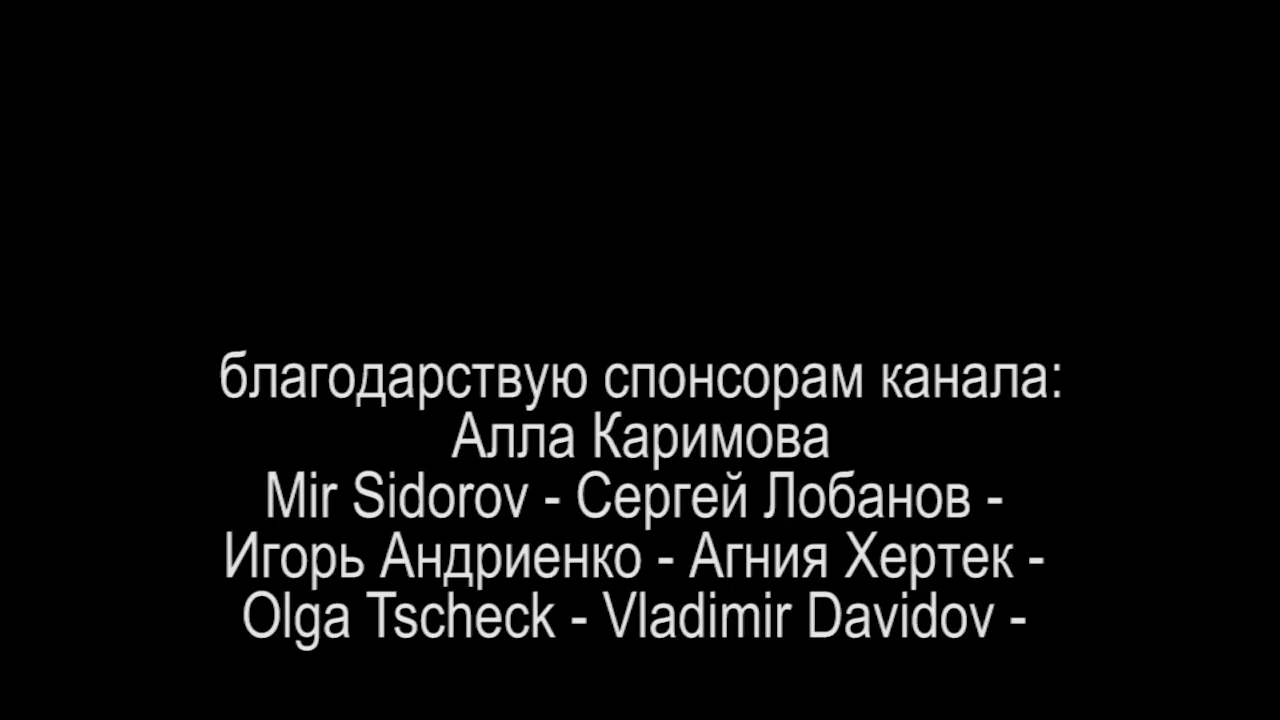 благодарствую спонсорам канала:
Алла Каримова
Mir Sidorov - Сергей Лобанов -
Игорь Андриенко - Агния Хертек -
Olga Tscheck - Vladimir Davidov -